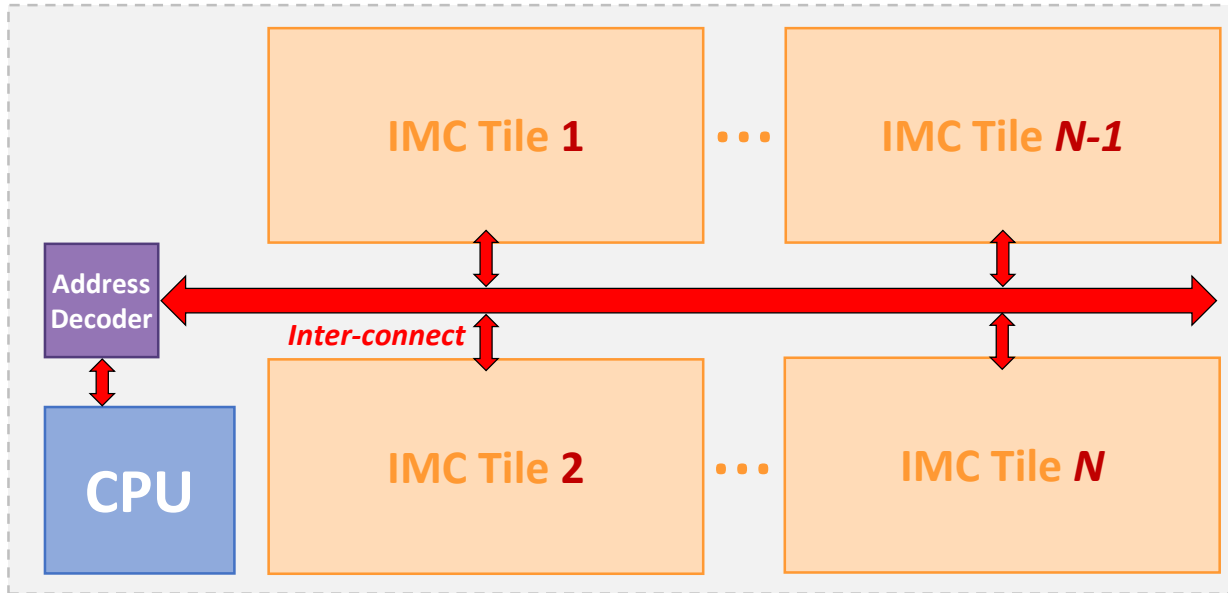 IMC Tile 1
...
IMC Tile N-1
Address
Decoder
Inter-connect
CPU
IMC Tile 2
...
IMC Tile N